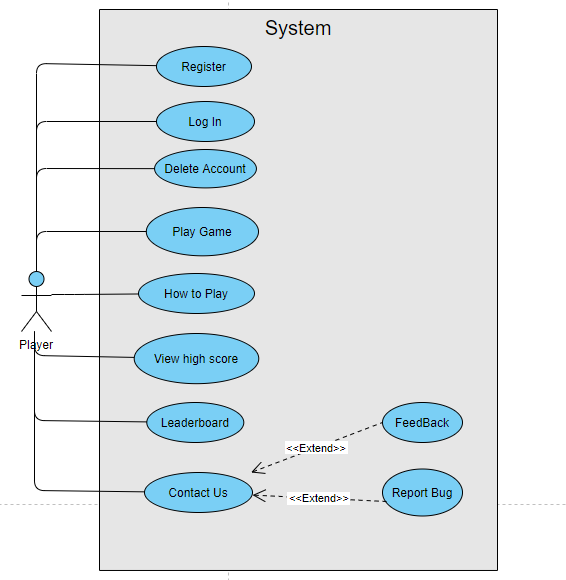 System
Register
Log In
Delete Account
Play Game
How to Play
Player
View high score
Leaderboard
FeedBack
<<Extend>>
Contact Us
<<Extend>>
Report Bug